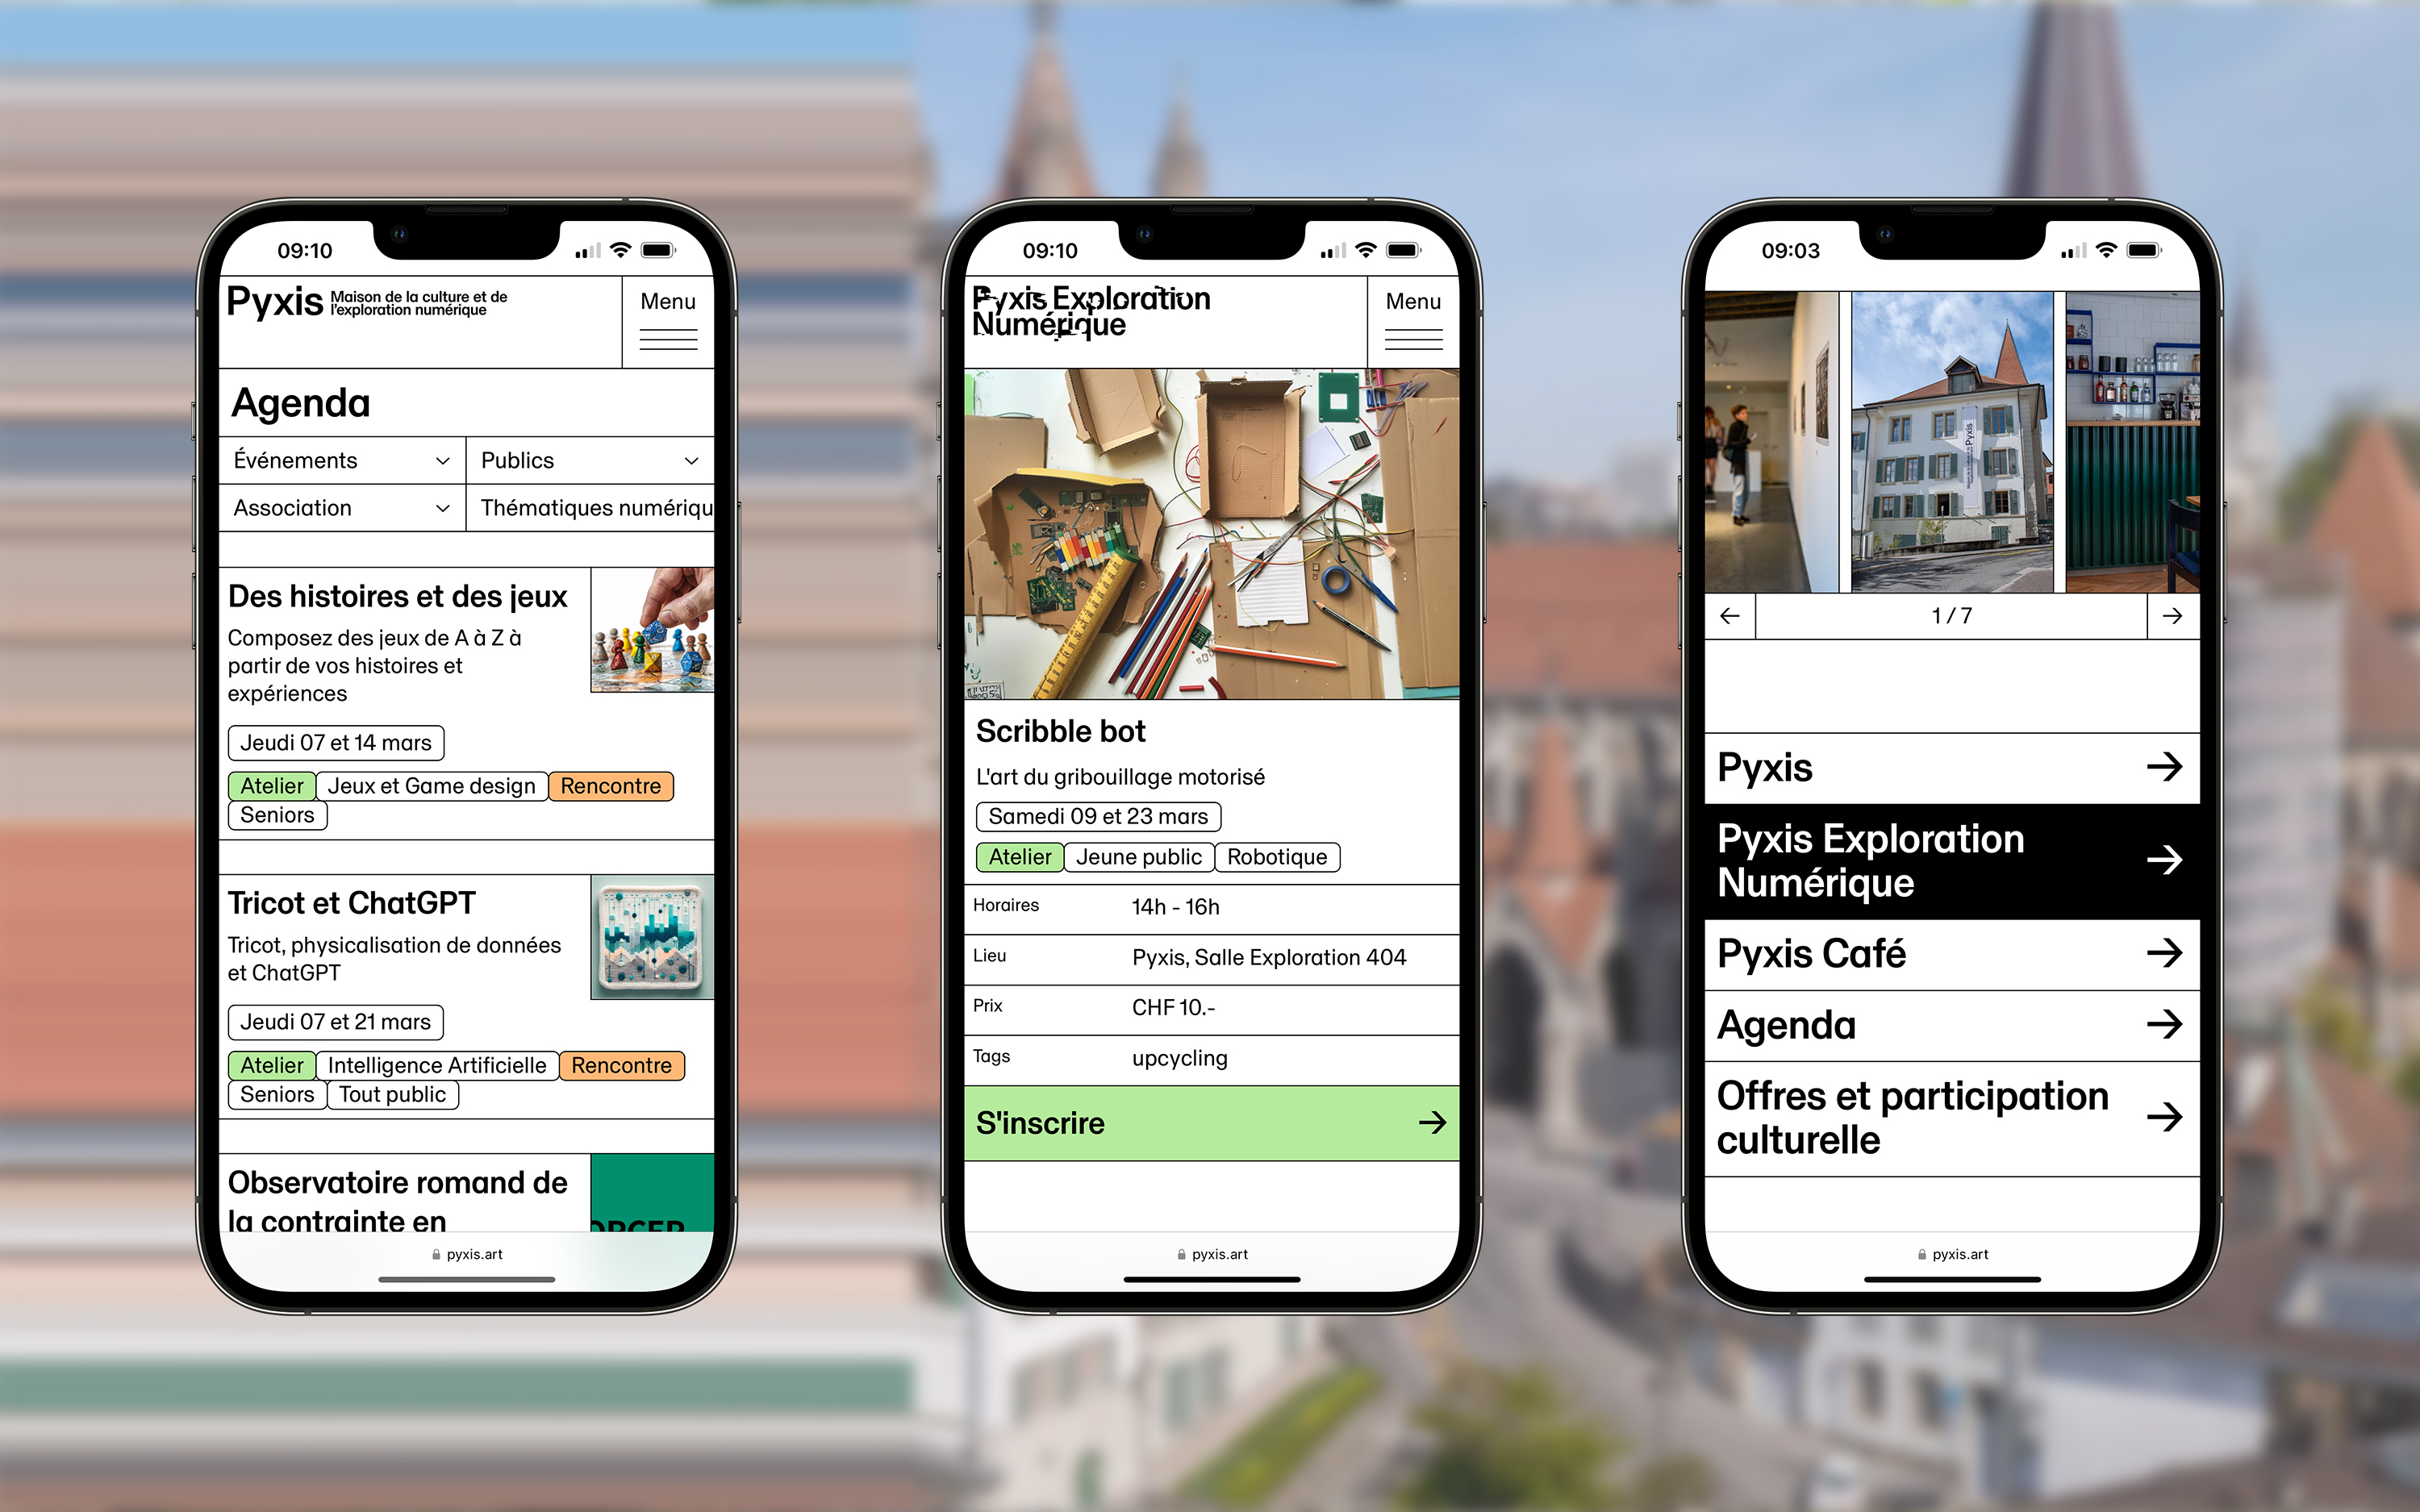 09:10
Pyxis Maison de la culture et de
l'exploration numérique
Menu
Agenda
Événements
Publics
Association
Thématiques numériqu
Des histoires et des jeux
Composez des jeux de A à Z à
partir de vos histoires et
expériences
Jeudi 07 et 14 mars
Atelier Jeux et Game design Rencontre
Seniors
Tricot et ChatGPT
Tricot, physicalisation de données
et ChatGPT
Jeudi 07 et 21 mars
Atelier Intelligence Artificielle Rencontre
Seniors Tout public
Observatoire romand de
la contrainte en
pyxis.art
09:10
Pyxis Exploration
Numérique
Menu
Scribble bot
L'art du gribouillage motorisé
Samedi 09 et 23 mars
Atelier Jeune public Robotique
Horaires 14h - 16h
Lieu Pyxis, Salle Exploration 404
Prix CHF 10.-
Tags upcycling
S'inscrire
pyxis.art
09:03
Pyxis
1 / 7
Pyxis
Pyxis Exploration
Numérique
Pyxis Café
Agenda
Offres et participation
culturelle
pyxis.art